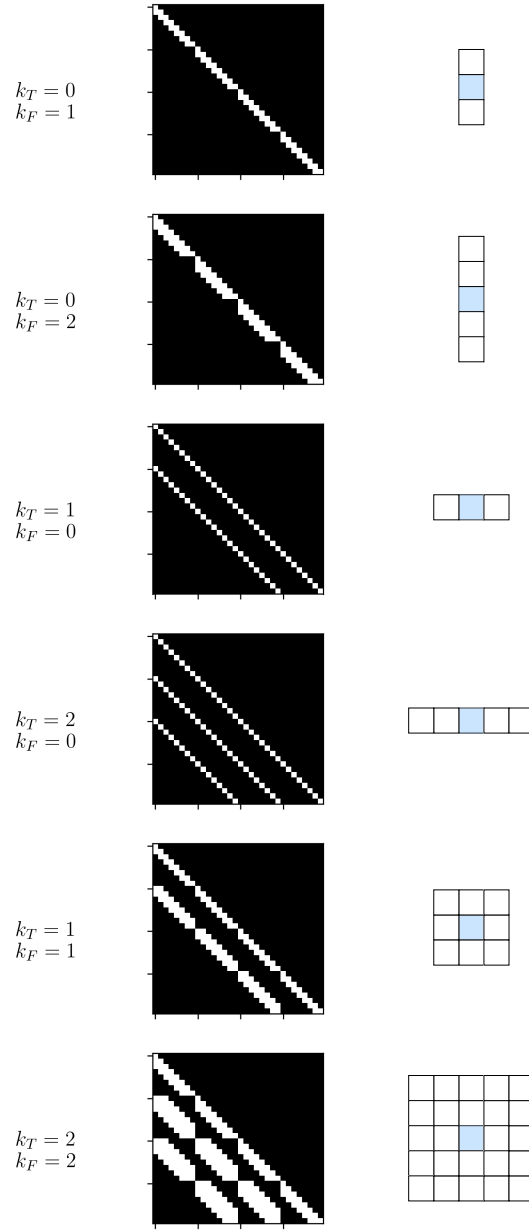 k_T = 0
k_F = 1
k_T = 0
k_F = 2
k_T = 1
k_F = 0
k_T = 2
k_F = 0
k_T = 1
k_F = 1
k_T = 2
k_F = 2